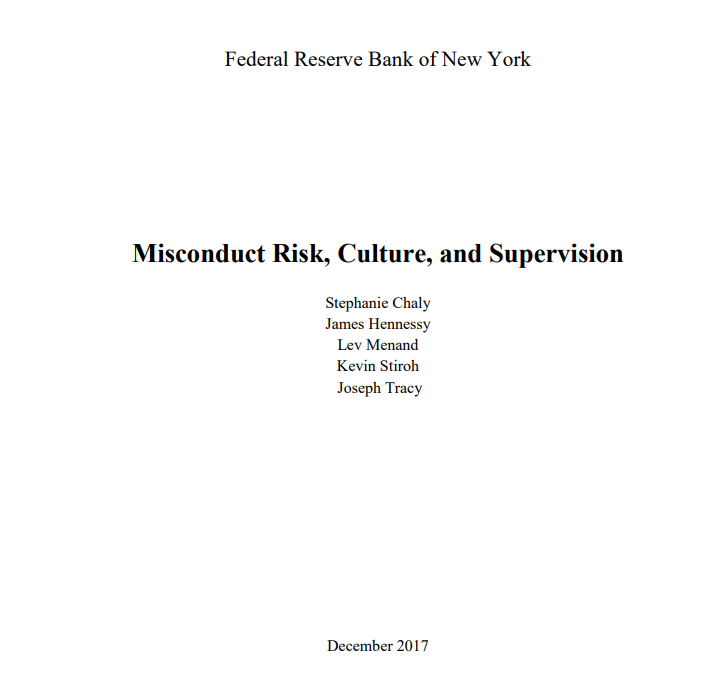 Federal Reserve Bank of New York
Misconduct Risk, Culture, and Supervision
Stephanie Chaly
James Hennessy
Lev Menand
Kevin Stiroh
Joseph Tracy
December 2017